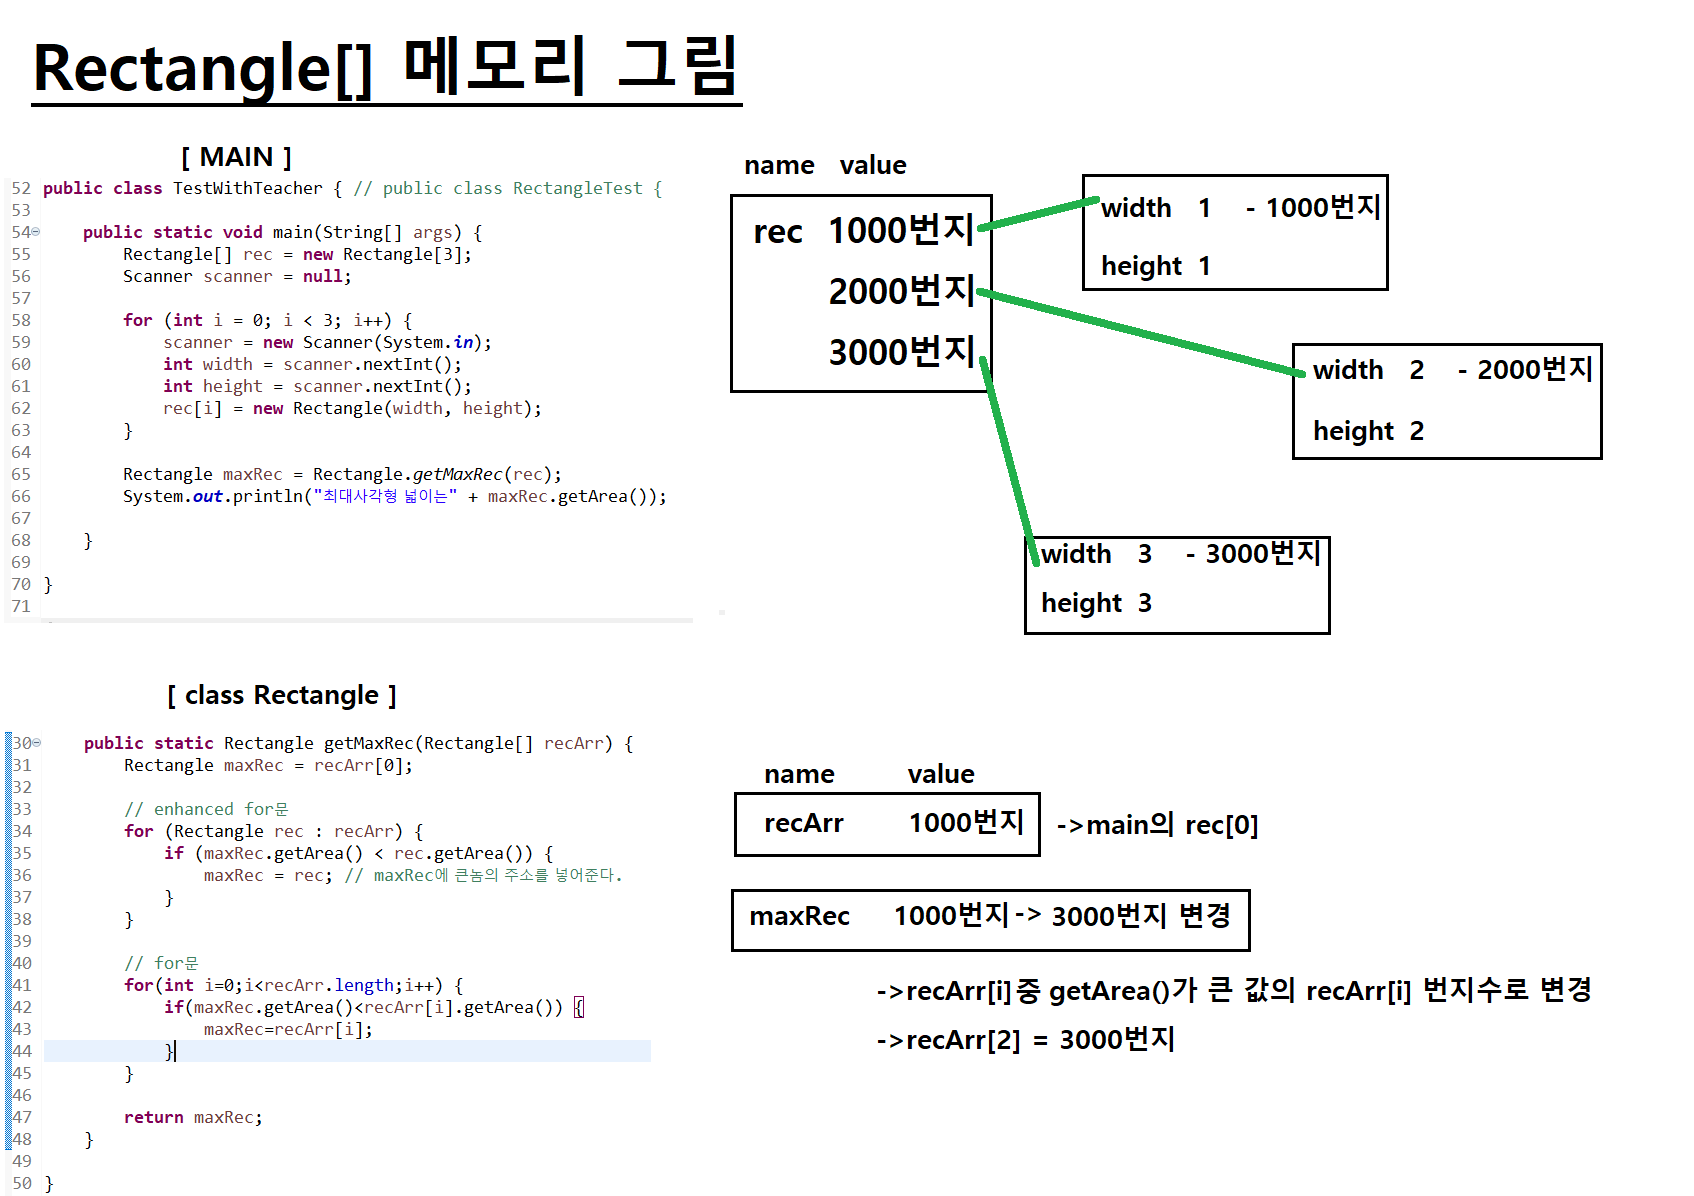 Rectangle[] 메모리 그림
[ MAIN ]
52 public class TestWithTeacher { // public class RectangleTest {
53
54 public static void main(String[] args) {
55 Rectangle[] rec = new Rectangle[3];
56 Scanner scanner = null;
57
58 for (int i = 0; i < 3; i++) {
59 scanner = new Scanner(System.in);
60 int width = scanner.nextInt();
61 int height = scanner.nextInt();
62 rec[i] = new Rectangle(width, height);
63 }
64
65 Rectangle maxRec = Rectangle.getMaxRec(rec);
66 System.out.println("최대사각형 넓이는" + maxRec.getArea());
67
68 }
69
70 }
71
name value
rec 1000번지
2000번지
3000번지
width 1 - 1000번지
height 1
width 2 - 2000번지
height 2
width 3 - 3000번지
height 3
[ class Rectangle ]
30 public static Rectangle getMaxRec(Rectangle[] recArr) {
31 Rectangle maxRec = recArr[0];
32
33 // enhanced for문
34 for (Rectangle rec : recArr) {
35 if (maxRec.getArea() < rec.getArea()) {
36 maxRec = rec; // maxRec에 큰놈의 주소를 넣어준다.
37 }
38 }
39
40 // for문
41 for(int i=0;i<recArr.length;i++) {
42 if(maxRec.getArea()<recArr[i].getArea()) {
43 maxRec=recArr[i];
44 }
45 }
46
47 return maxRec;
48 }
49
50 }
name value
recArr 1000번지 ->main의 rec[0]
maxRec 1000번지 -> 3000번지 변경
->recArr[i]중 getArea()가 큰 값의 recArr[i] 번지수로 변경
->recArr[2] = 3000번지